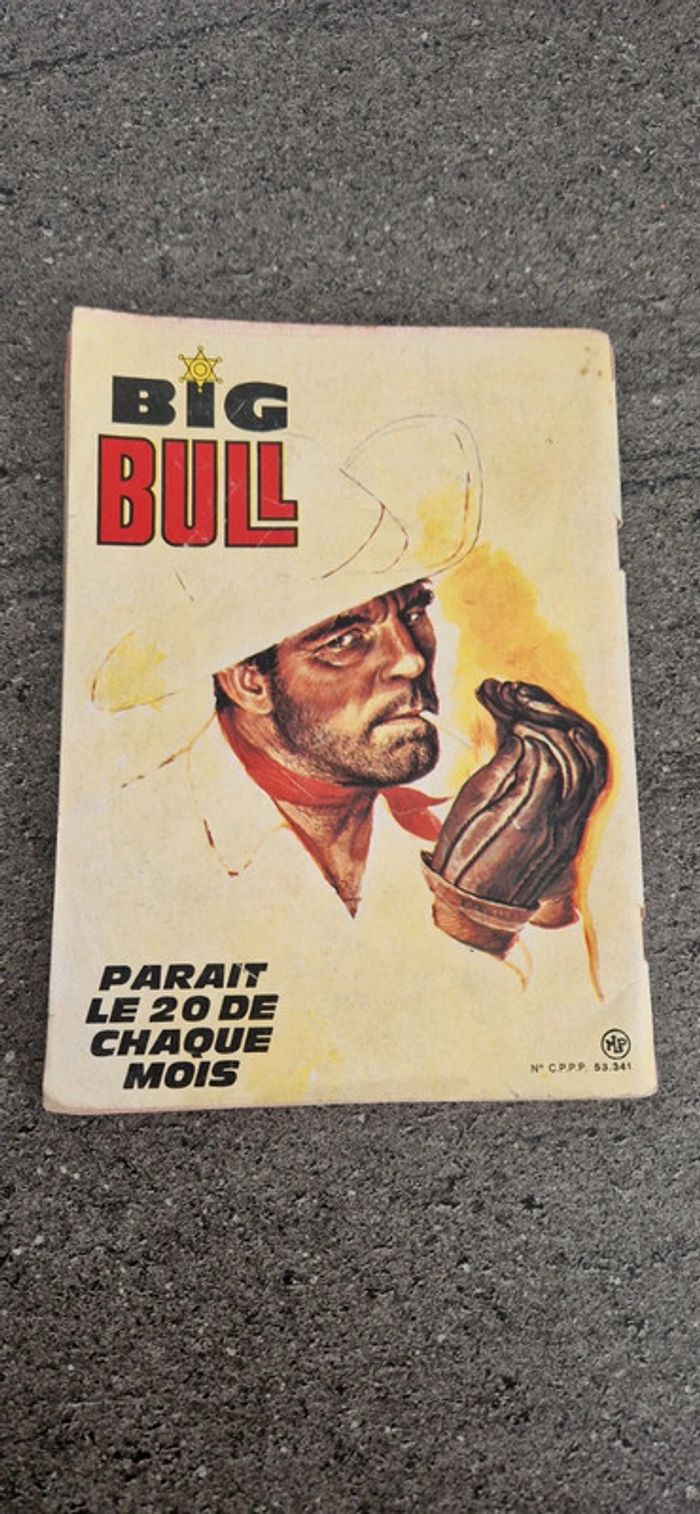 BIG
BULL
PARAIT
LE 20 DE
CHAQUE
MOIS
MP
N° C.P.P.P. 53.341